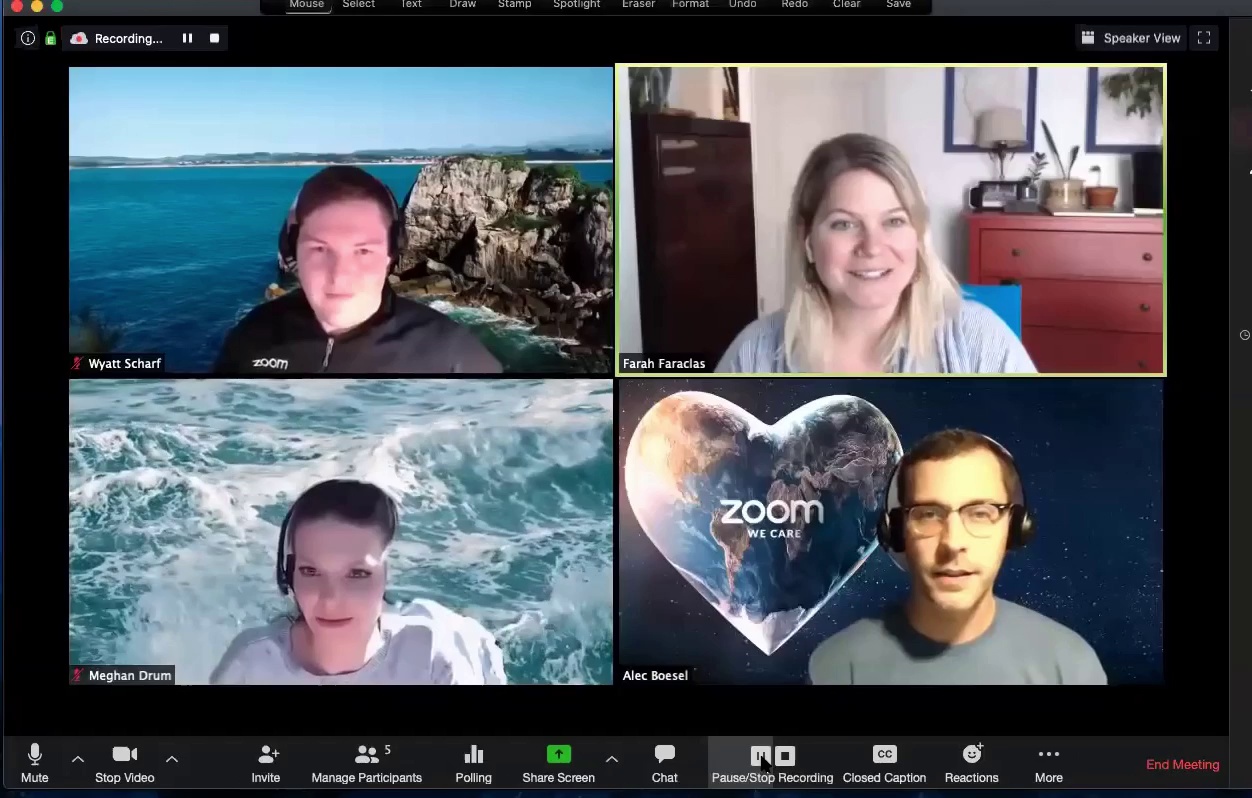 Mouse Select Text Draw Stamp Spotlight Eraser Format Undo Redo Clear Save
Recording...
Speaker View
zoom
Wyatt Scharf
Farah Faraclas
zoom
WE CARE
Meghan Drum
Alec Boesel
5
CC
Mute Stop Video Invite Manage Participants Polling Share Screen Chat Pause/Stop Recording Closed Caption Reactions More End Meeting